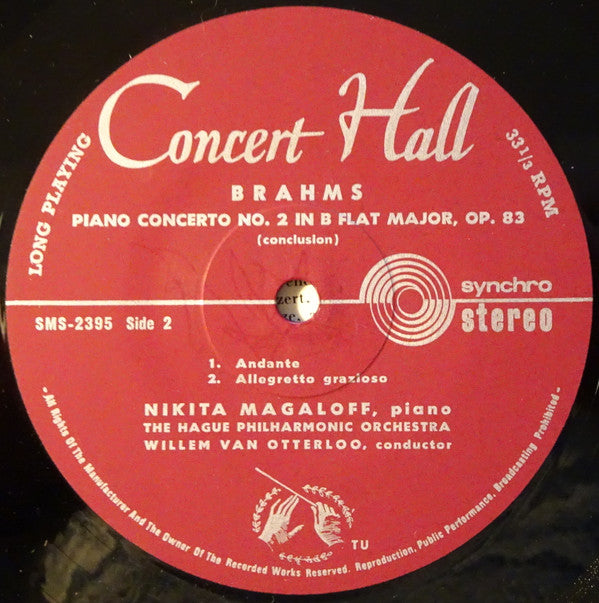 Concert Hall
LONG PLAYING
33 1/3 RPM
BRAHMS
PIANO CONCERTO NO. 2 IN B FLAT MAJOR, OP. 83
(conclusion)
zert.
synchro
stereo
SMS-2395 Side 2
1. Andante
2. Allegretto grazioso
NIKITA MAGALOFF, piano
THE HAGUE PHILHARMONIC ORCHESTRA
WILLEM VAN OTTERLOO, conductor
TU
- All Rights Of The Manufacturer And The Owner Of The Recorded Works Reserved. Reproduction, Public Performance, Broadcasting Prohibited -